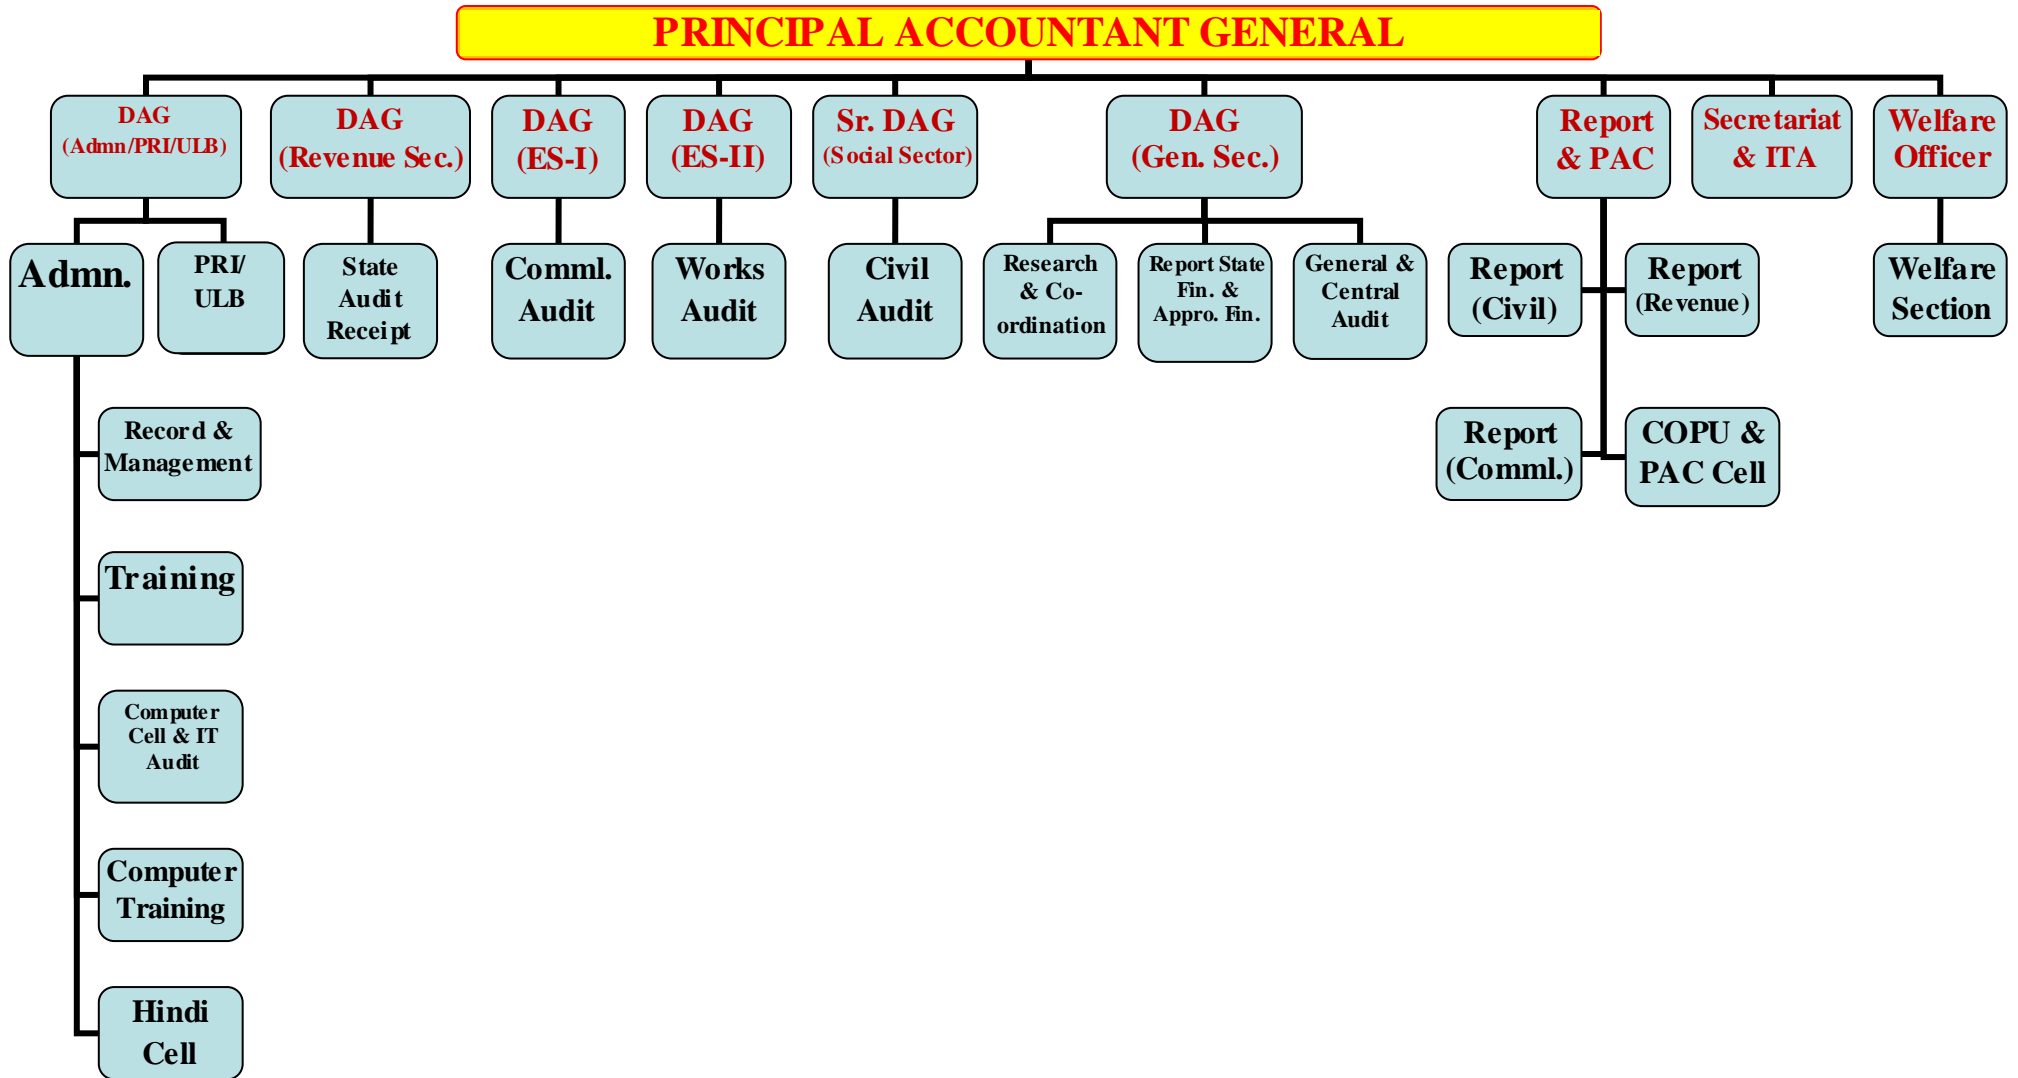 PRINCIPAL ACCOUNTANT GENERAL
DAG
(Admn/PRI/ULB)
DAG
(Revenue Sec.)
DAG
(ES-I)
DAG
(ES-II)
Sr. DAG
(Social Sector)
DAG
(Gen. Sec.)
Report
& PAC
Secretariat
& ITA
Welfare
Officer
Admn.
PRI/
ULB
State
Audit
Receipt
Comml.
Audit
Works
Audit
Civil
Audit
Research
& Co-
ordination
Report State
Fin. &
Appro. Fin.
General &
Central
Audit
Report
(Civil)
Report
(Revenue)
Welfare
Section
Record &
Management
Report
(Comml.)
COPU &
PAC Cell
Training
Computer
Cell & IT
Audit
Computer
Training
Hindi
Cell